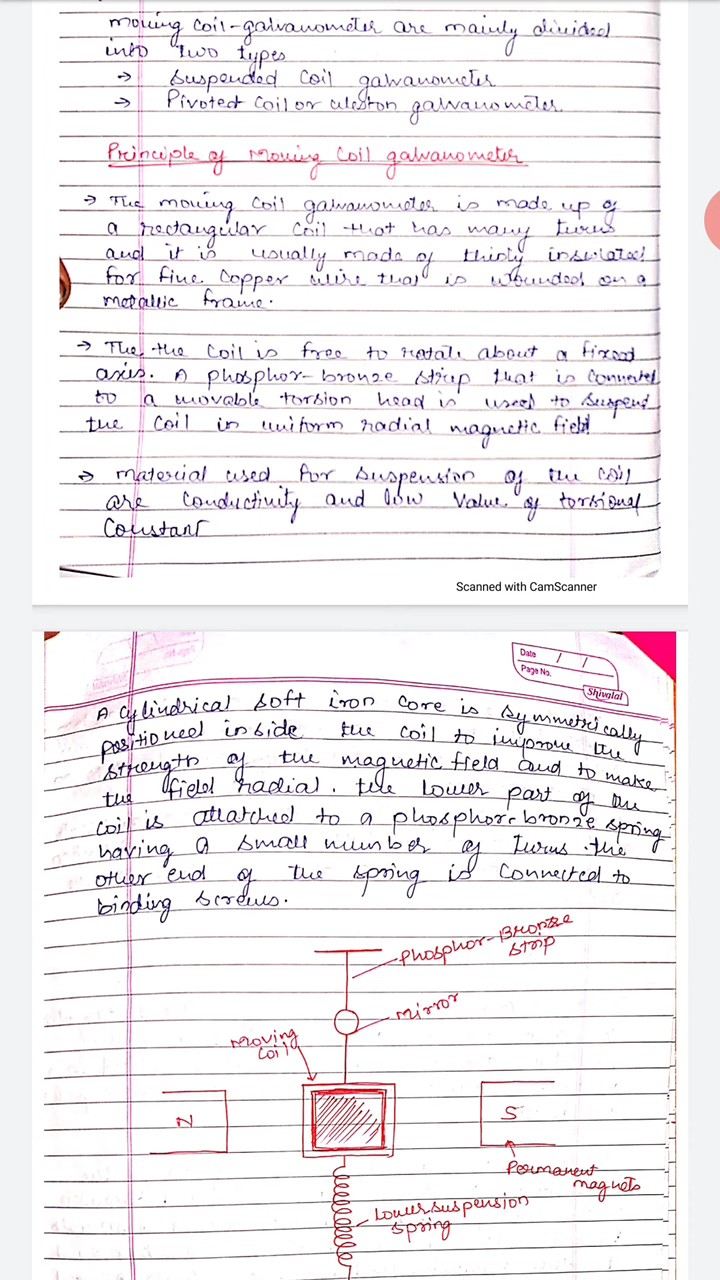 moving coil-galvanometer are mainly divided
into Two types
→ Suspended coil galvanometer
→ Pivoted coil or weston galvanometer
Principle of Moving Coil galvanometer
→ The moving coil galvanometer is made up of
a rectangular coil that has many turns
and it is usually made of thinly insulated
for fine copper wire that is wounded on a
metallic frame.
→ The the coil is free to rotate about a fixed
axis. A phosphor-bronze strip that is connected
to a movable torsion head is used to suspend
the coil in uniform radial magnetic field
→ material used for suspension of the coil
are conductivity and low value of torsional
Constant
Scanned with CamScanner
Date / /
Page No.
Shivalal
A cylindrical soft iron core is symmetrically
positioned inside the coil to improve the
strength of the magnetic field and to make
the field radial. the lower part of the
coil is attatched to a phosphor-bronze spring
having a small number of turns. the
other end of the spring is connected to
binding screws.
Phosphor-Bronze
strip
mirror
moving
coil
N
S
Permanent
magnets
Lower suspension
spring